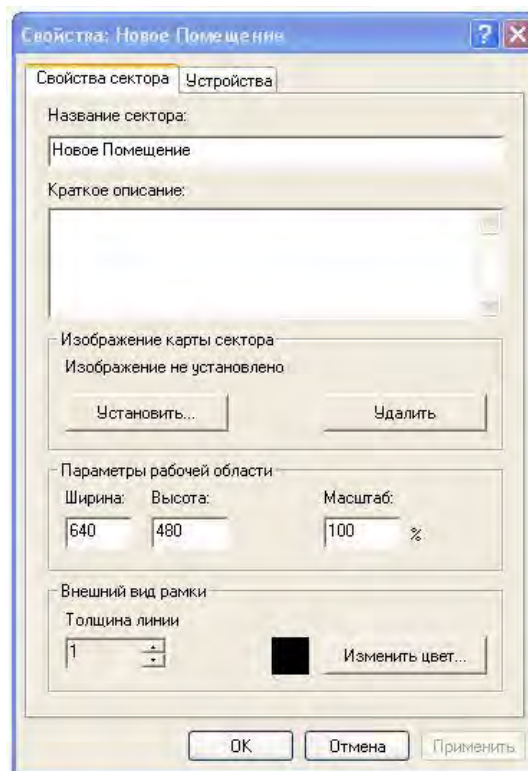 Свойства: Новое Помещение
Свойства сектора Устройства
Название сектора:
Новое Помещение
Краткое описание:
Изображение карты сектора
Изображение не установлено
Установить... Удалить
Параметры рабочей области
Ширина: Высота: Масштаб:
640 480 100 %
Внешний вид рамки
Толщина линии
1 Изменить цвет...
OK Отмена Применить